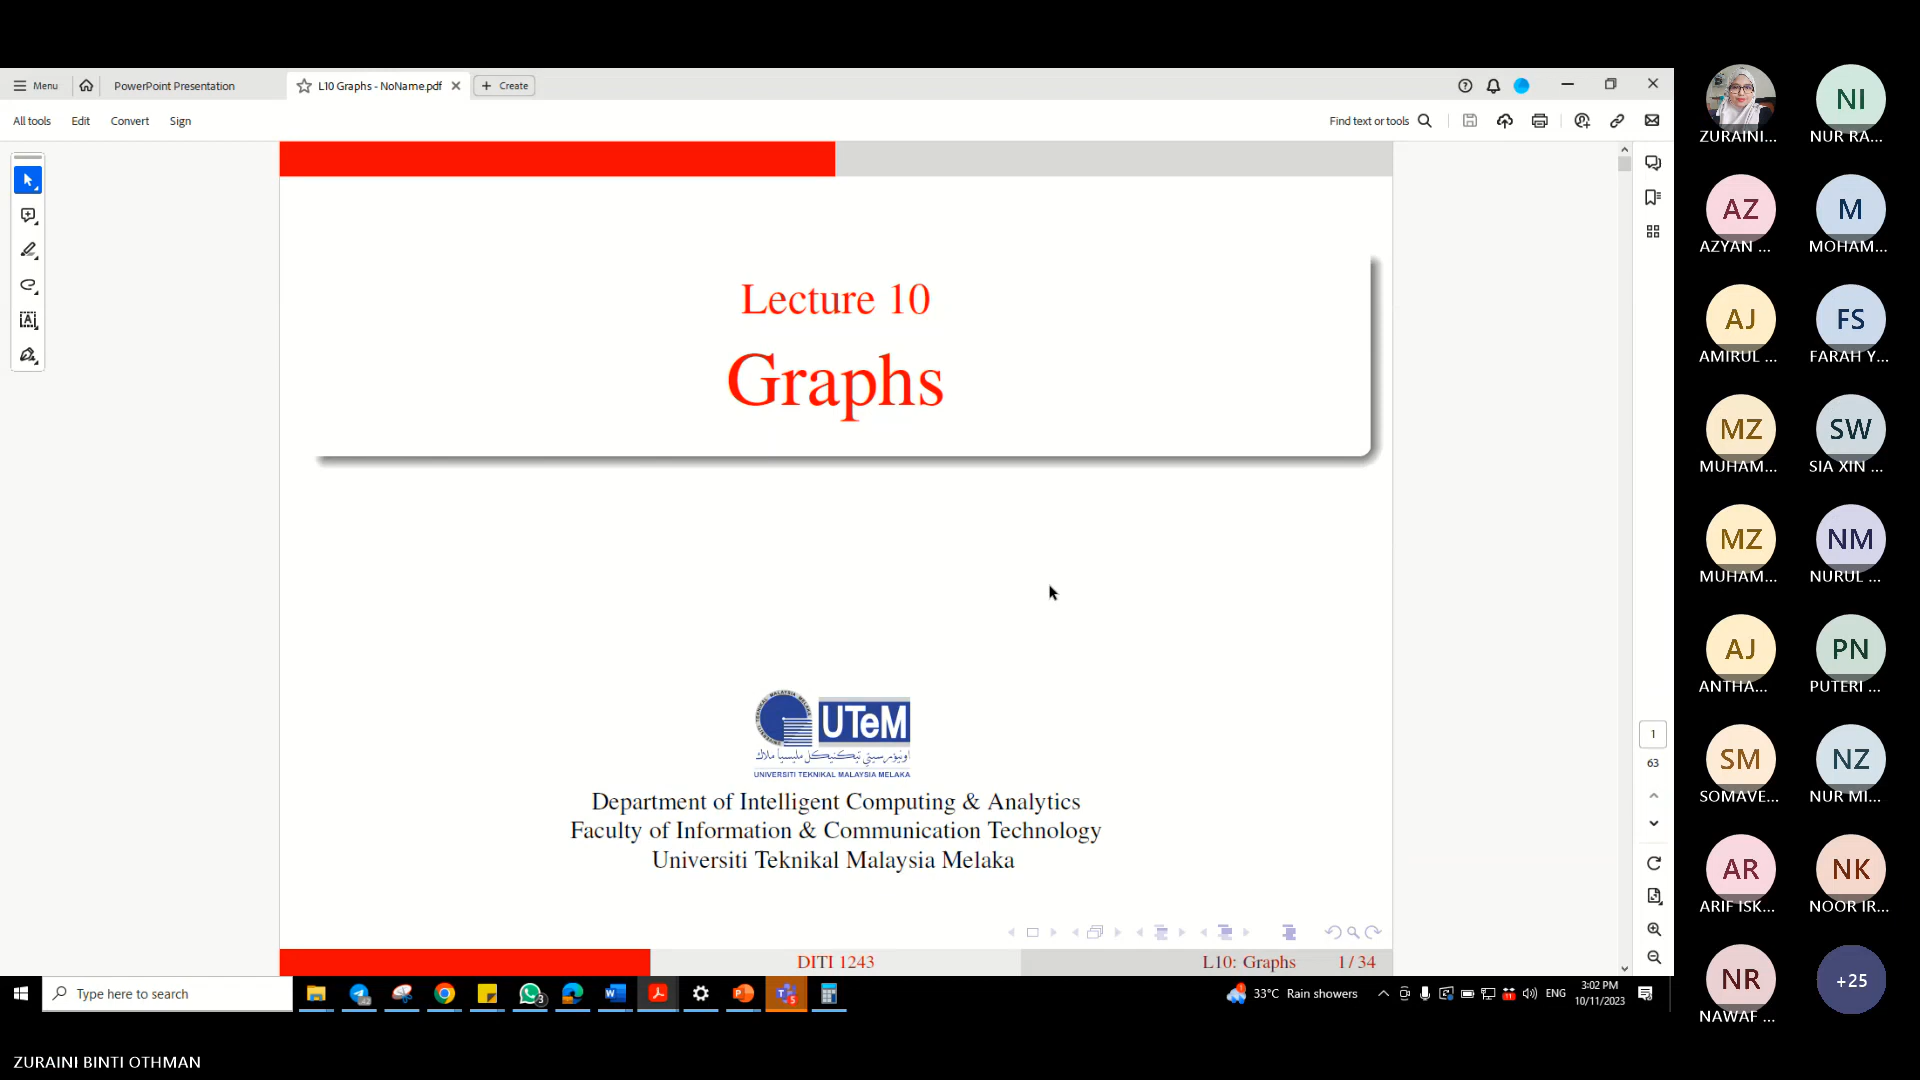 Menu
PowerPoint Presentation
L10 Graphs - NoName.pdf
Create
All tools
Edit
Convert
Sign
Find text or tools
Lecture 10
Graphs
UTeM
اونيۏرسيتي تيكنيكل مليسيا ملاك
UNIVERSITI TEKNIKAL MALAYSIA MELAKA
Department of Intelligent Computing & Analytics
Faculty of Information & Communication Technology
Universiti Teknikal Malaysia Melaka
DITI 1243
L10: Graphs
1 / 34
1
63
Type here to search
3
33°C Rain showers
ENG
3:02 PM
10/11/2023
ZURAINI...
NI
NUR RA...
AZ
AZYAN ...
M
MOHAM...
AJ
AMIRUL ...
FS
FARAH Y...
MZ
MUHAM...
SW
SIA XIN ...
MZ
MUHAM...
NM
NURUL ...
AJ
ANTHA...
PN
PUTERI ...
SM
SOMAVE...
NZ
NUR MI...
AR
ARIF ISK...
NK
NOOR IR...
NR
NAWAF ...
+25
ZURAINI BINTI OTHMAN